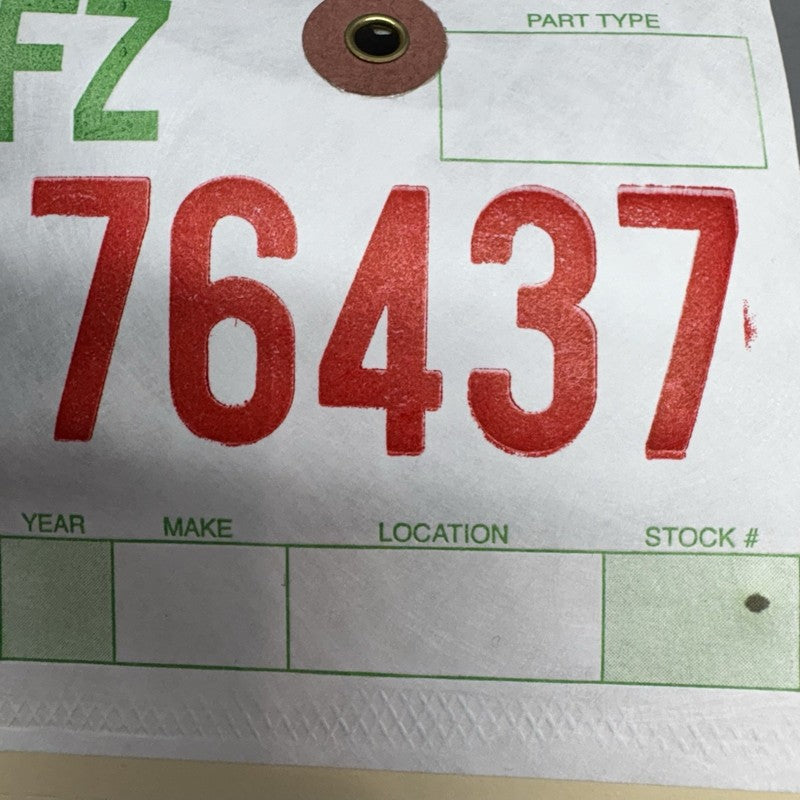 FZ
PART TYPE
76437
YEAR MAKE LOCATION STOCK #